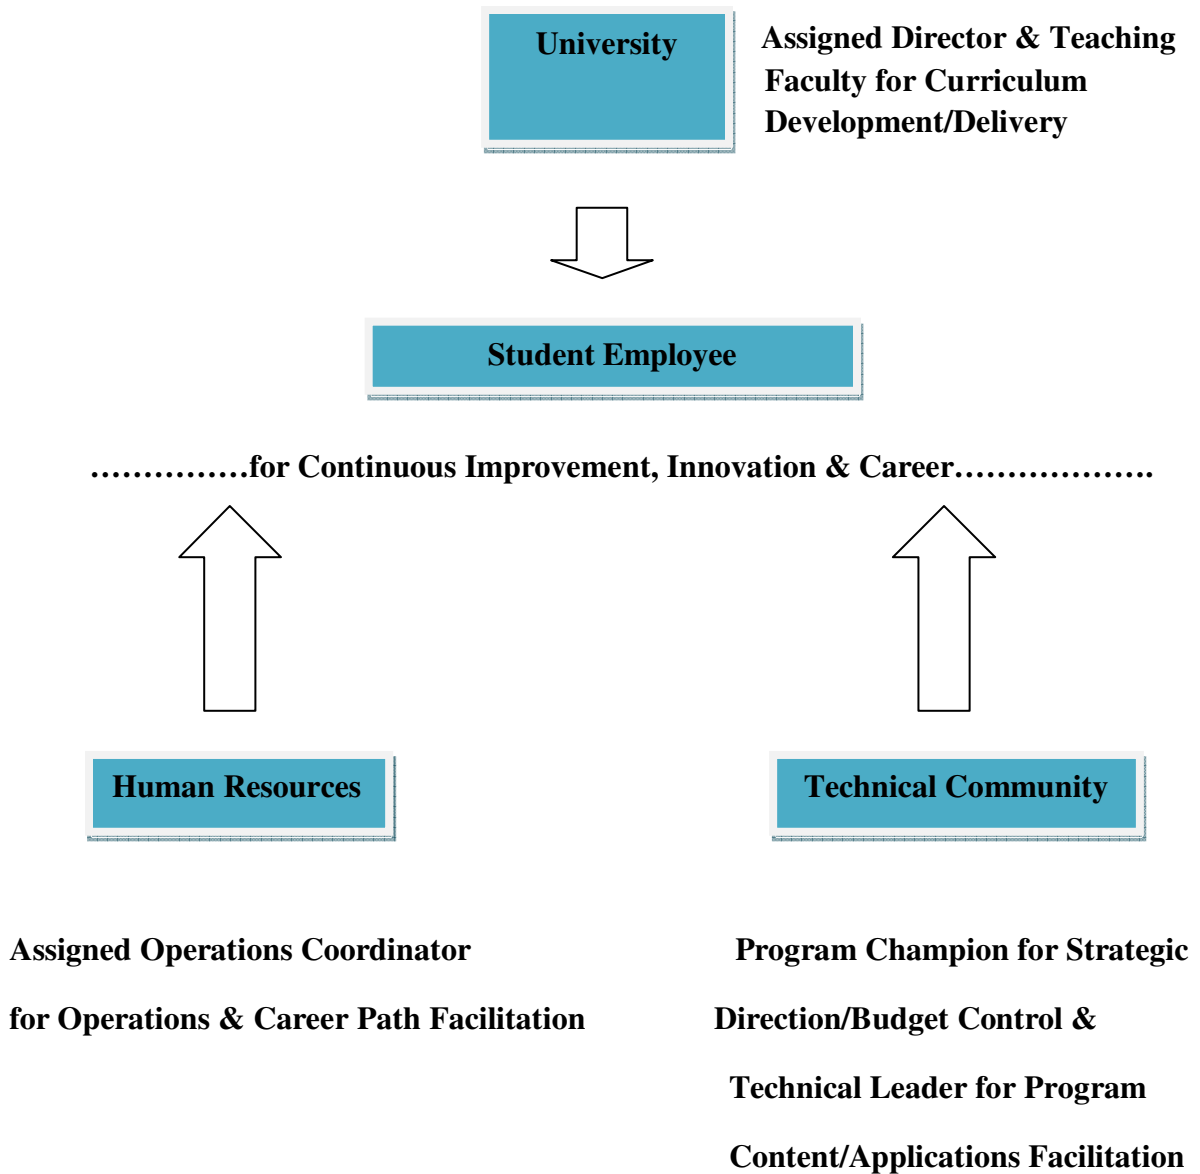 University
Assigned Director & Teaching
Faculty for Curriculum
Development/Delivery
Student Employee
……………for Continuous Improvement, Innovation & Career……………….
Human Resources
Technical Community
Assigned Operations Coordinator
for Operations & Career Path Facilitation
Program Champion for Strategic
Direction/Budget Control &
Technical Leader for Program
Content/Applications Facilitation